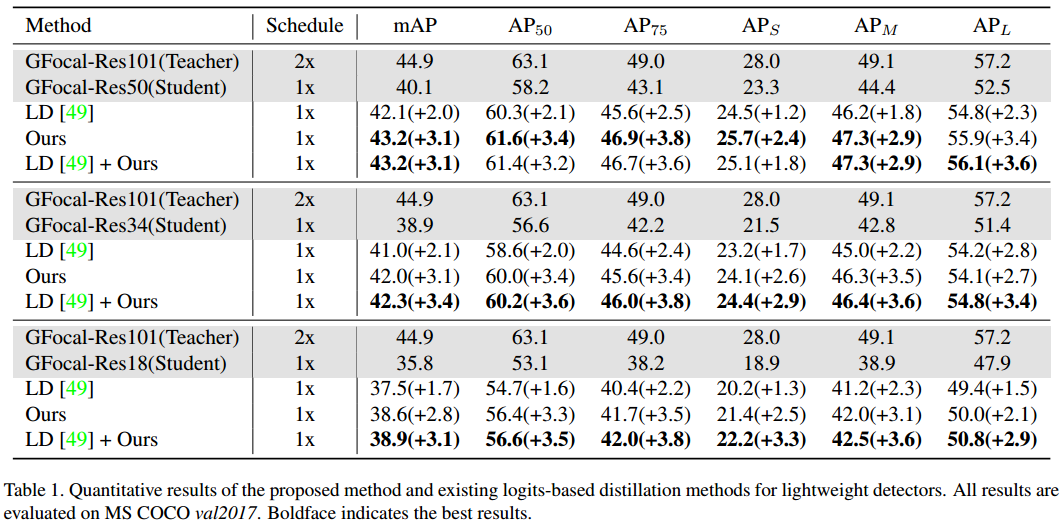 Method Schedule mAP AP50 AP75 APS APM APL
GFocal-Res101(Teacher) 2x 44.9 63.1 49.0 28.0 49.1 57.2
GFocal-Res50(Student) 1x 40.1 58.2 43.1 23.3 44.4 52.5
LD [49] 1x 42.1(+2.0) 60.3(+2.1) 45.6(+2.5) 24.5(+1.2) 46.2(+1.8) 54.8(+2.3)
Ours 1x 43.2(+3.1) 61.6(+3.4) 46.9(+3.8) 25.7(+2.4) 47.3(+2.9) 55.9(+3.4)
LD [49] + Ours 1x 43.2(+3.1) 61.4(+3.2) 46.7(+3.6) 25.1(+1.8) 47.3(+2.9) 56.1(+3.6)
GFocal-Res101(Teacher) 2x 44.9 63.1 49.0 28.0 49.1 57.2
GFocal-Res34(Student) 1x 38.9 56.6 42.2 21.5 42.8 51.4
LD [49] 1x 41.0(+2.1) 58.6(+2.0) 44.6(+2.4) 23.2(+1.7) 45.0(+2.2) 54.2(+2.8)
Ours 1x 42.0(+3.1) 60.0(+3.4) 45.6(+3.4) 24.1(+2.6) 46.3(+3.5) 54.1(+2.7)
LD [49] + Ours 1x 42.3(+3.4) 60.2(+3.6) 46.0(+3.8) 24.4(+2.9) 46.4(+3.6) 54.8(+3.4)
GFocal-Res101(Teacher) 2x 44.9 63.1 49.0 28.0 49.1 57.2
GFocal-Res18(Student) 1x 35.8 53.1 38.2 18.9 38.9 47.9
LD [49] 1x 37.5(+1.7) 54.7(+1.6) 40.4(+2.2) 20.2(+1.3) 41.2(+2.3) 49.4(+1.5)
Ours 1x 38.6(+2.8) 56.4(+3.3) 41.7(+3.5) 21.4(+2.5) 42.0(+3.1) 50.0(+2.1)
LD [49] + Ours 1x 38.9(+3.1) 56.6(+3.5) 42.0(+3.8) 22.2(+3.3) 42.5(+3.6) 50.8(+2.9)
Table 1. Quantitative results of the proposed method and existing logits-based distillation methods for lightweight detectors. All results are
evaluated on MS COCO val2017. Boldface indicates the best results.